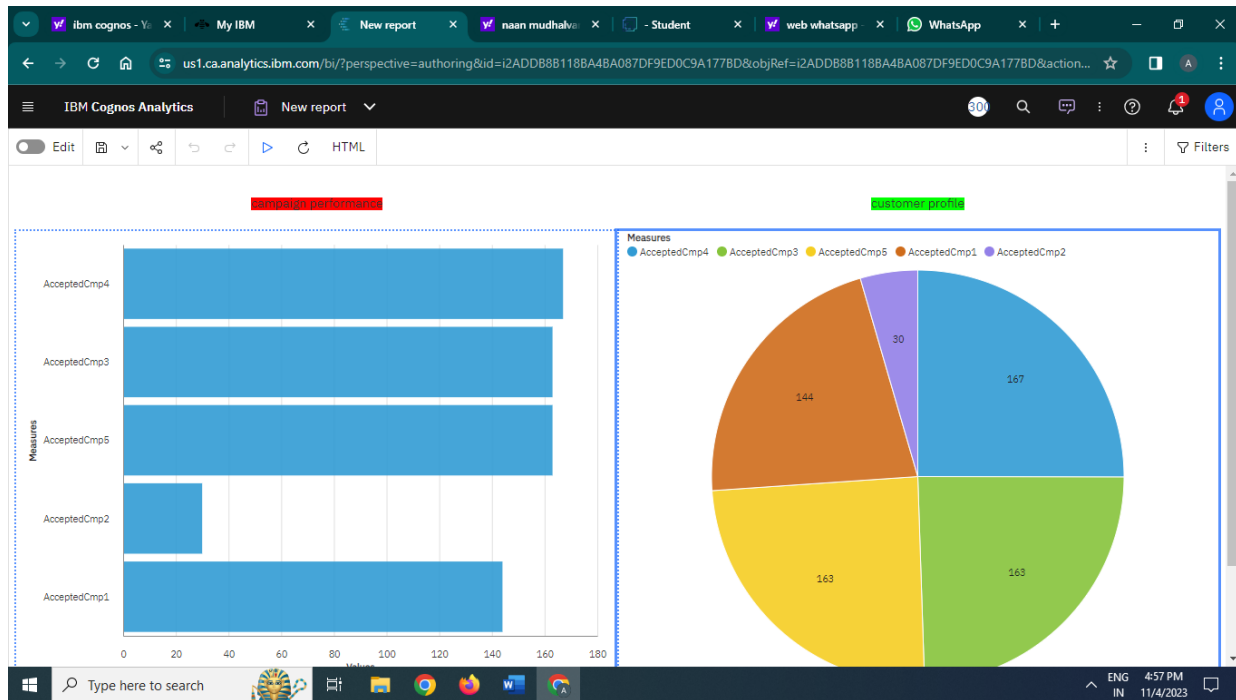 ibm cognos - Ya
My IBM
New report
naan mudhalva
- Student
web whatsapp -
WhatsApp
us1.ca.analytics.ibm.com/bi/?perspective=authoring&id=i2ADDB8B118BA4BA087DF9ED0C9A177BD&objRef=i2ADDB8B118BA4BA087DF9ED0C9A177BD&action...
A
IBM Cognos Analytics
New report
300
1
Edit
HTML
Filters
campaign performance
customer profile
AcceptedCmp4
AcceptedCmp3
AcceptedCmp5
AcceptedCmp2
AcceptedCmp1
Measures
0 20 40 60 80 100 120 140 160 180
Values
Measures
AcceptedCmp4 AcceptedCmp3 AcceptedCmp5 AcceptedCmp1 AcceptedCmp2
30
167
144
163
163
Type here to search
ENG
IN
4:57 PM
11/4/2023